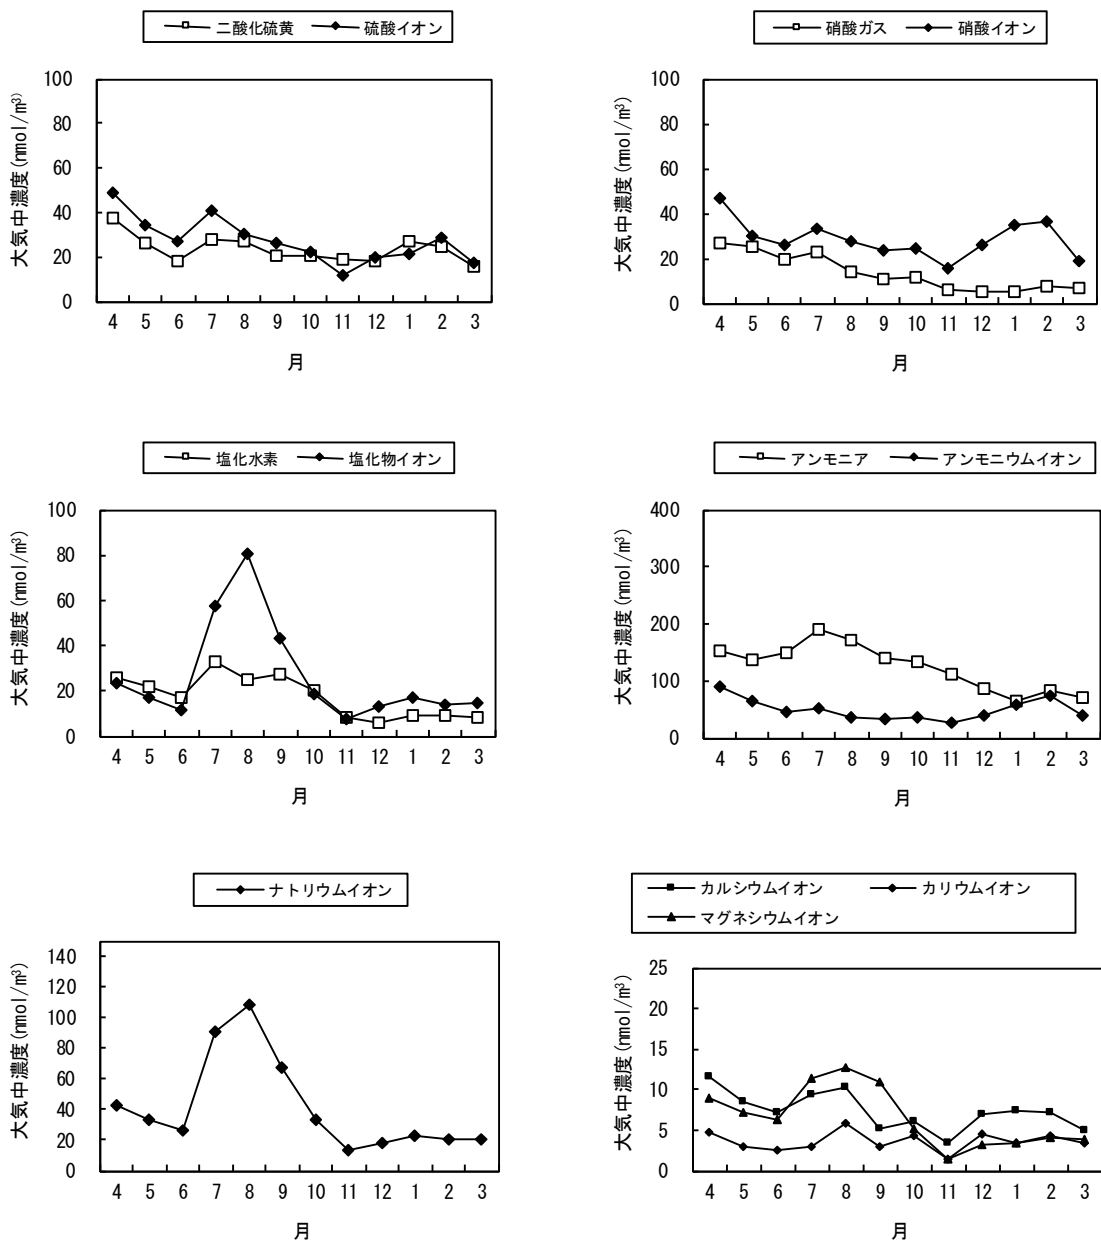 二酸化硫黄 硫酸イオン
大気中濃度(nmol/m³)
100
80
60
40
20
0
4 5 6 7 8 9 10 11 12 1 2 3
月
硝酸ガス 硝酸イオン
大気中濃度(nmol/m³)
100
80
60
40
20
0
4 5 6 7 8 9 10 11 12 1 2 3
月
塩化水素 塩化物イオン
大気中濃度(nmol/m³)
100
80
60
40
20
0
4 5 6 7 8 9 10 11 12 1 2 3
月
アンモニア アンモニウムイオン
大気中濃度(nmol/m³)
400
300
200
100
0
4 5 6 7 8 9 10 11 12 1 2 3
月
ナトリウムイオン
大気中濃度(nmol/m³)
140
120
100
80
60
40
20
0
4 5 6 7 8 9 10 11 12 1 2 3
月
カルシウムイオン カリウムイオン
マグネシウムイオン
大気中濃度(nmol/m³)
25
20
15
10
5
0
4 5 6 7 8 9 10 11 12 1 2 3
月